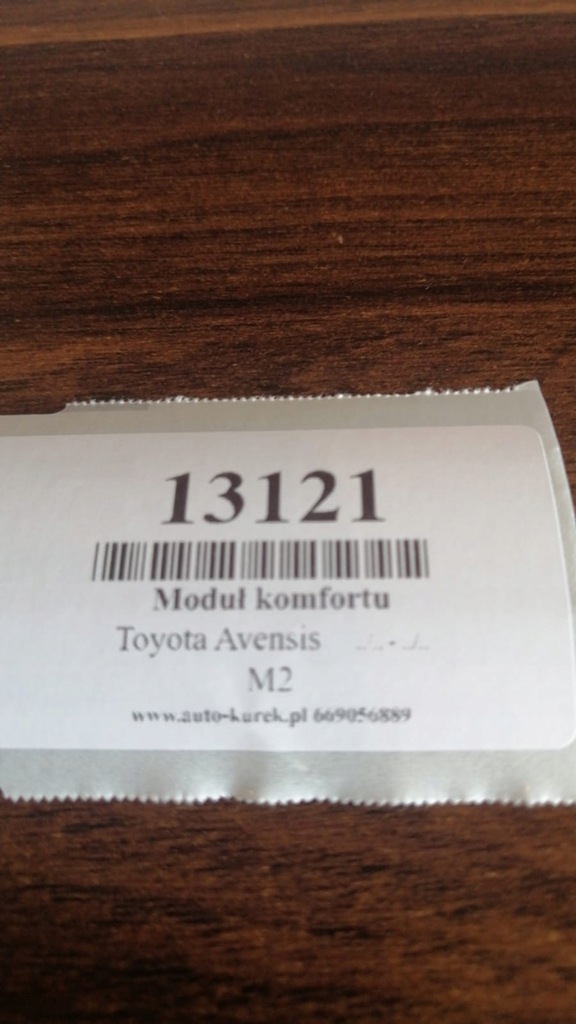 13121
Moduł komfortu
Toyota Avensis ../.. - ../..
M2
www.auto-kurek.pl 669056889